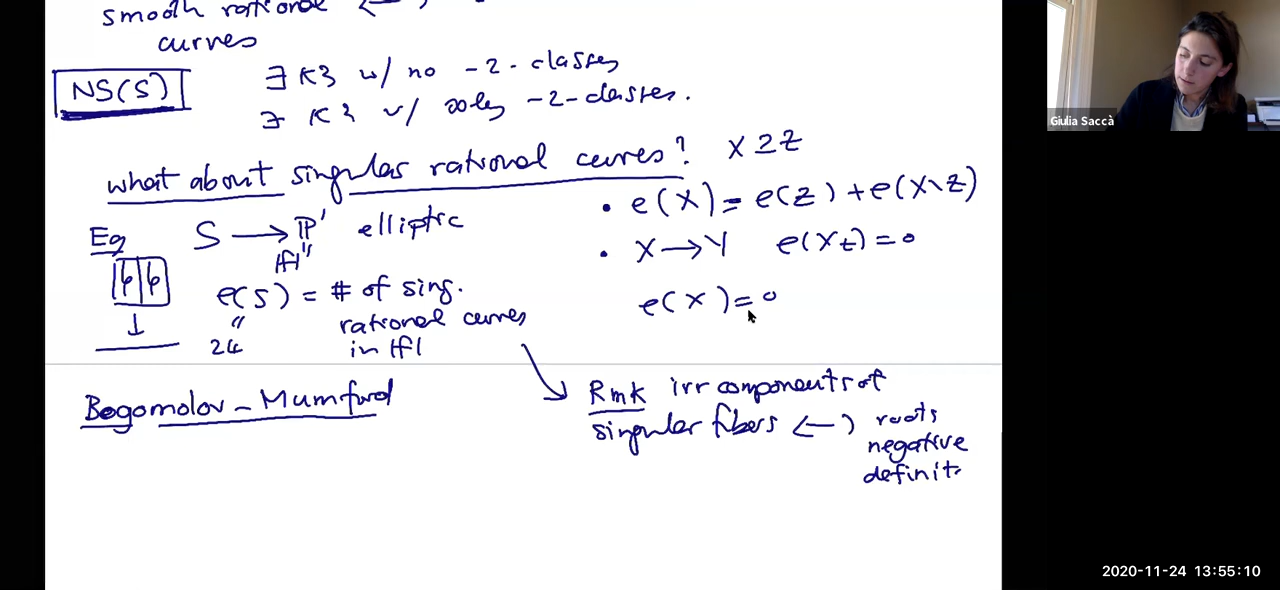 smooth rational <—)
curves
NS(S)
∃ K3 w/ no -2-classes
∃ K3 w/ ∞ly -2-classes.
what about singular rational curves? X ⊇ Z
• e(X) = e(Z) + e(X\Z)
Eg S → P¹ elliptic
|f|
• X → Y e(X_t) = 0
e(S) = # of sing.
e(X) = 0
rational curves
24 in |f|
Bogomolov - Mumford
Rmk irr components of
singular fibers <—) roots
negative
definite
Giulia Saccà
2020-11-24 13:55:10